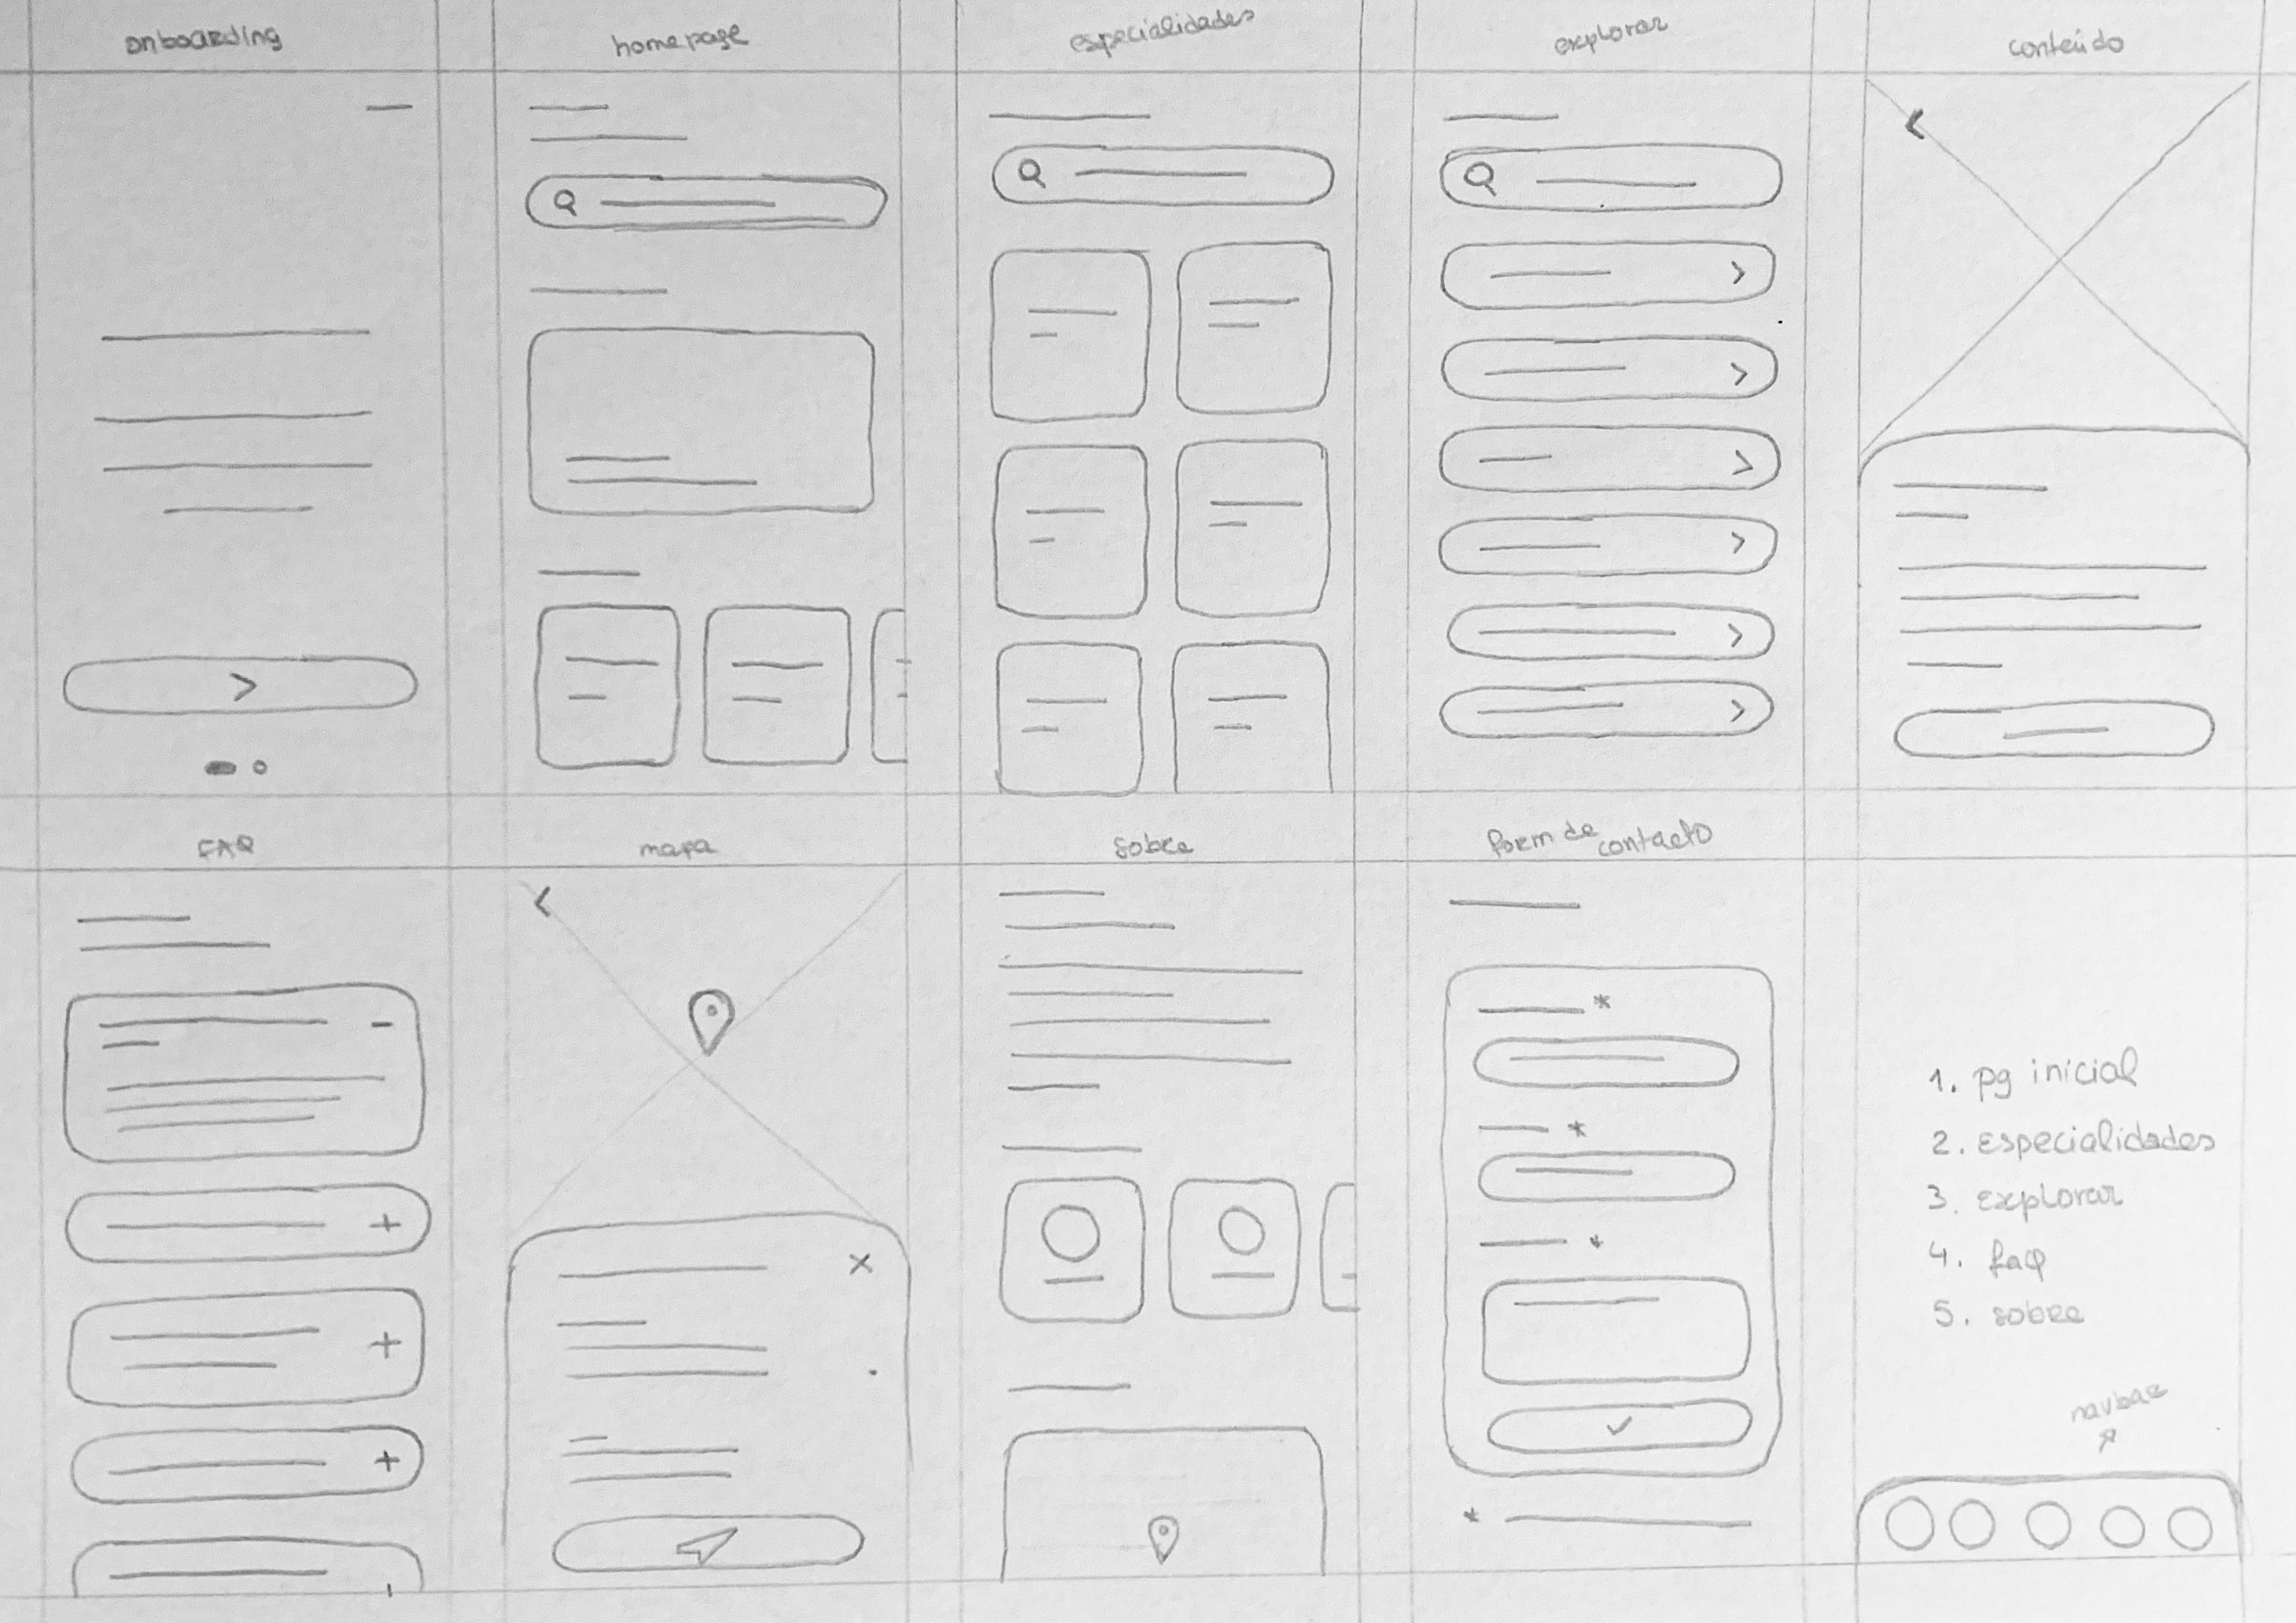 onboarding
homepage
especialidades
explorar
conteúdo
FAQ
mapa
sobre
form de contacto
*
*
*
*
1. pg inicial
2. especialidades
3. explorar
4. faq
5. sobre
navbar